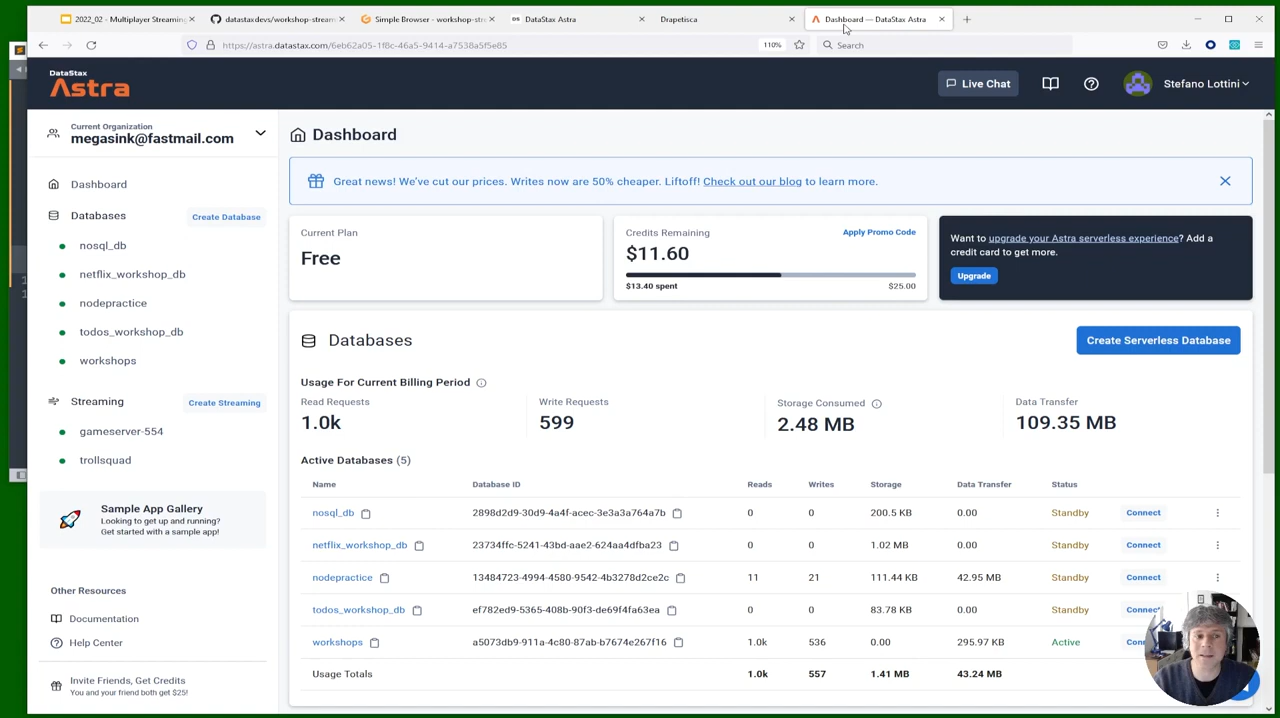 2022_02 - Multiplayer Streaming
datastaxdevs/workshop-stream
Simple Browser - workshop-stre
DataStax Astra
Drapetisca
Dashboard — DataStax Astra
https://astra.datastax.com/6eb62a05-1f8c-46a5-9414-a7538a5f5e85
110%
Search
DATASTAX
Astra
Live Chat
Stefano Lottini
Current Organization
megasink@fastmail.com
Dashboard
Databases
Create Database
nosql_db
netflix_workshop_db
nodepractice
todos_workshop_db
workshops
Streaming
Create Streaming
gameserver-554
trollsquad
Sample App Gallery
Looking to get up and running?
Get started with a sample app!
Other Resources
Documentation
Help Center
Invite Friends, Get Credits
You and your friend both get $25!
Dashboard
Great news! We've cut our prices. Writes now are 50% cheaper. Liftoff! Check out our blog to learn more.
Current Plan
Free
Credits Remaining
Apply Promo Code
$11.60
$13.40 spent
$25.00
Want to upgrade your Astra serverless experience? Add a
credit card to get more.
Upgrade
Databases
Create Serverless Database
Usage For Current Billing Period
Read Requests
1.0k
Write Requests
599
Storage Consumed
2.48 MB
Data Transfer
109.35 MB
Active Databases (5)
Name Database ID Reads Writes Storage Data Transfer Status
nosql_db 2898d2d9-30d9-4a4f-acec-3e3a3a764a7b 0 0 200.5 KB 0.00 Standby Connect
netflix_workshop_db 23734ffc-5241-43bd-aae2-624aa4dfba23 0 0 1.02 MB 0.00 Standby Connect
nodepractice 13484723-4994-4580-9542-4b3278d2ce2c 11 21 111.44 KB 42.95 MB Standby Connect
todos_workshop_db ef782ed9-5365-408b-90f3-de69f4fa63ea 0 0 83.78 KB 0.00 Standby Connect
workshops a5073db9-911a-4c80-87ab-b7674e267f16 1.0k 536 0.00 295.97 KB Active Con
Usage Totals 1.0k 557 1.41 MB 43.24 MB